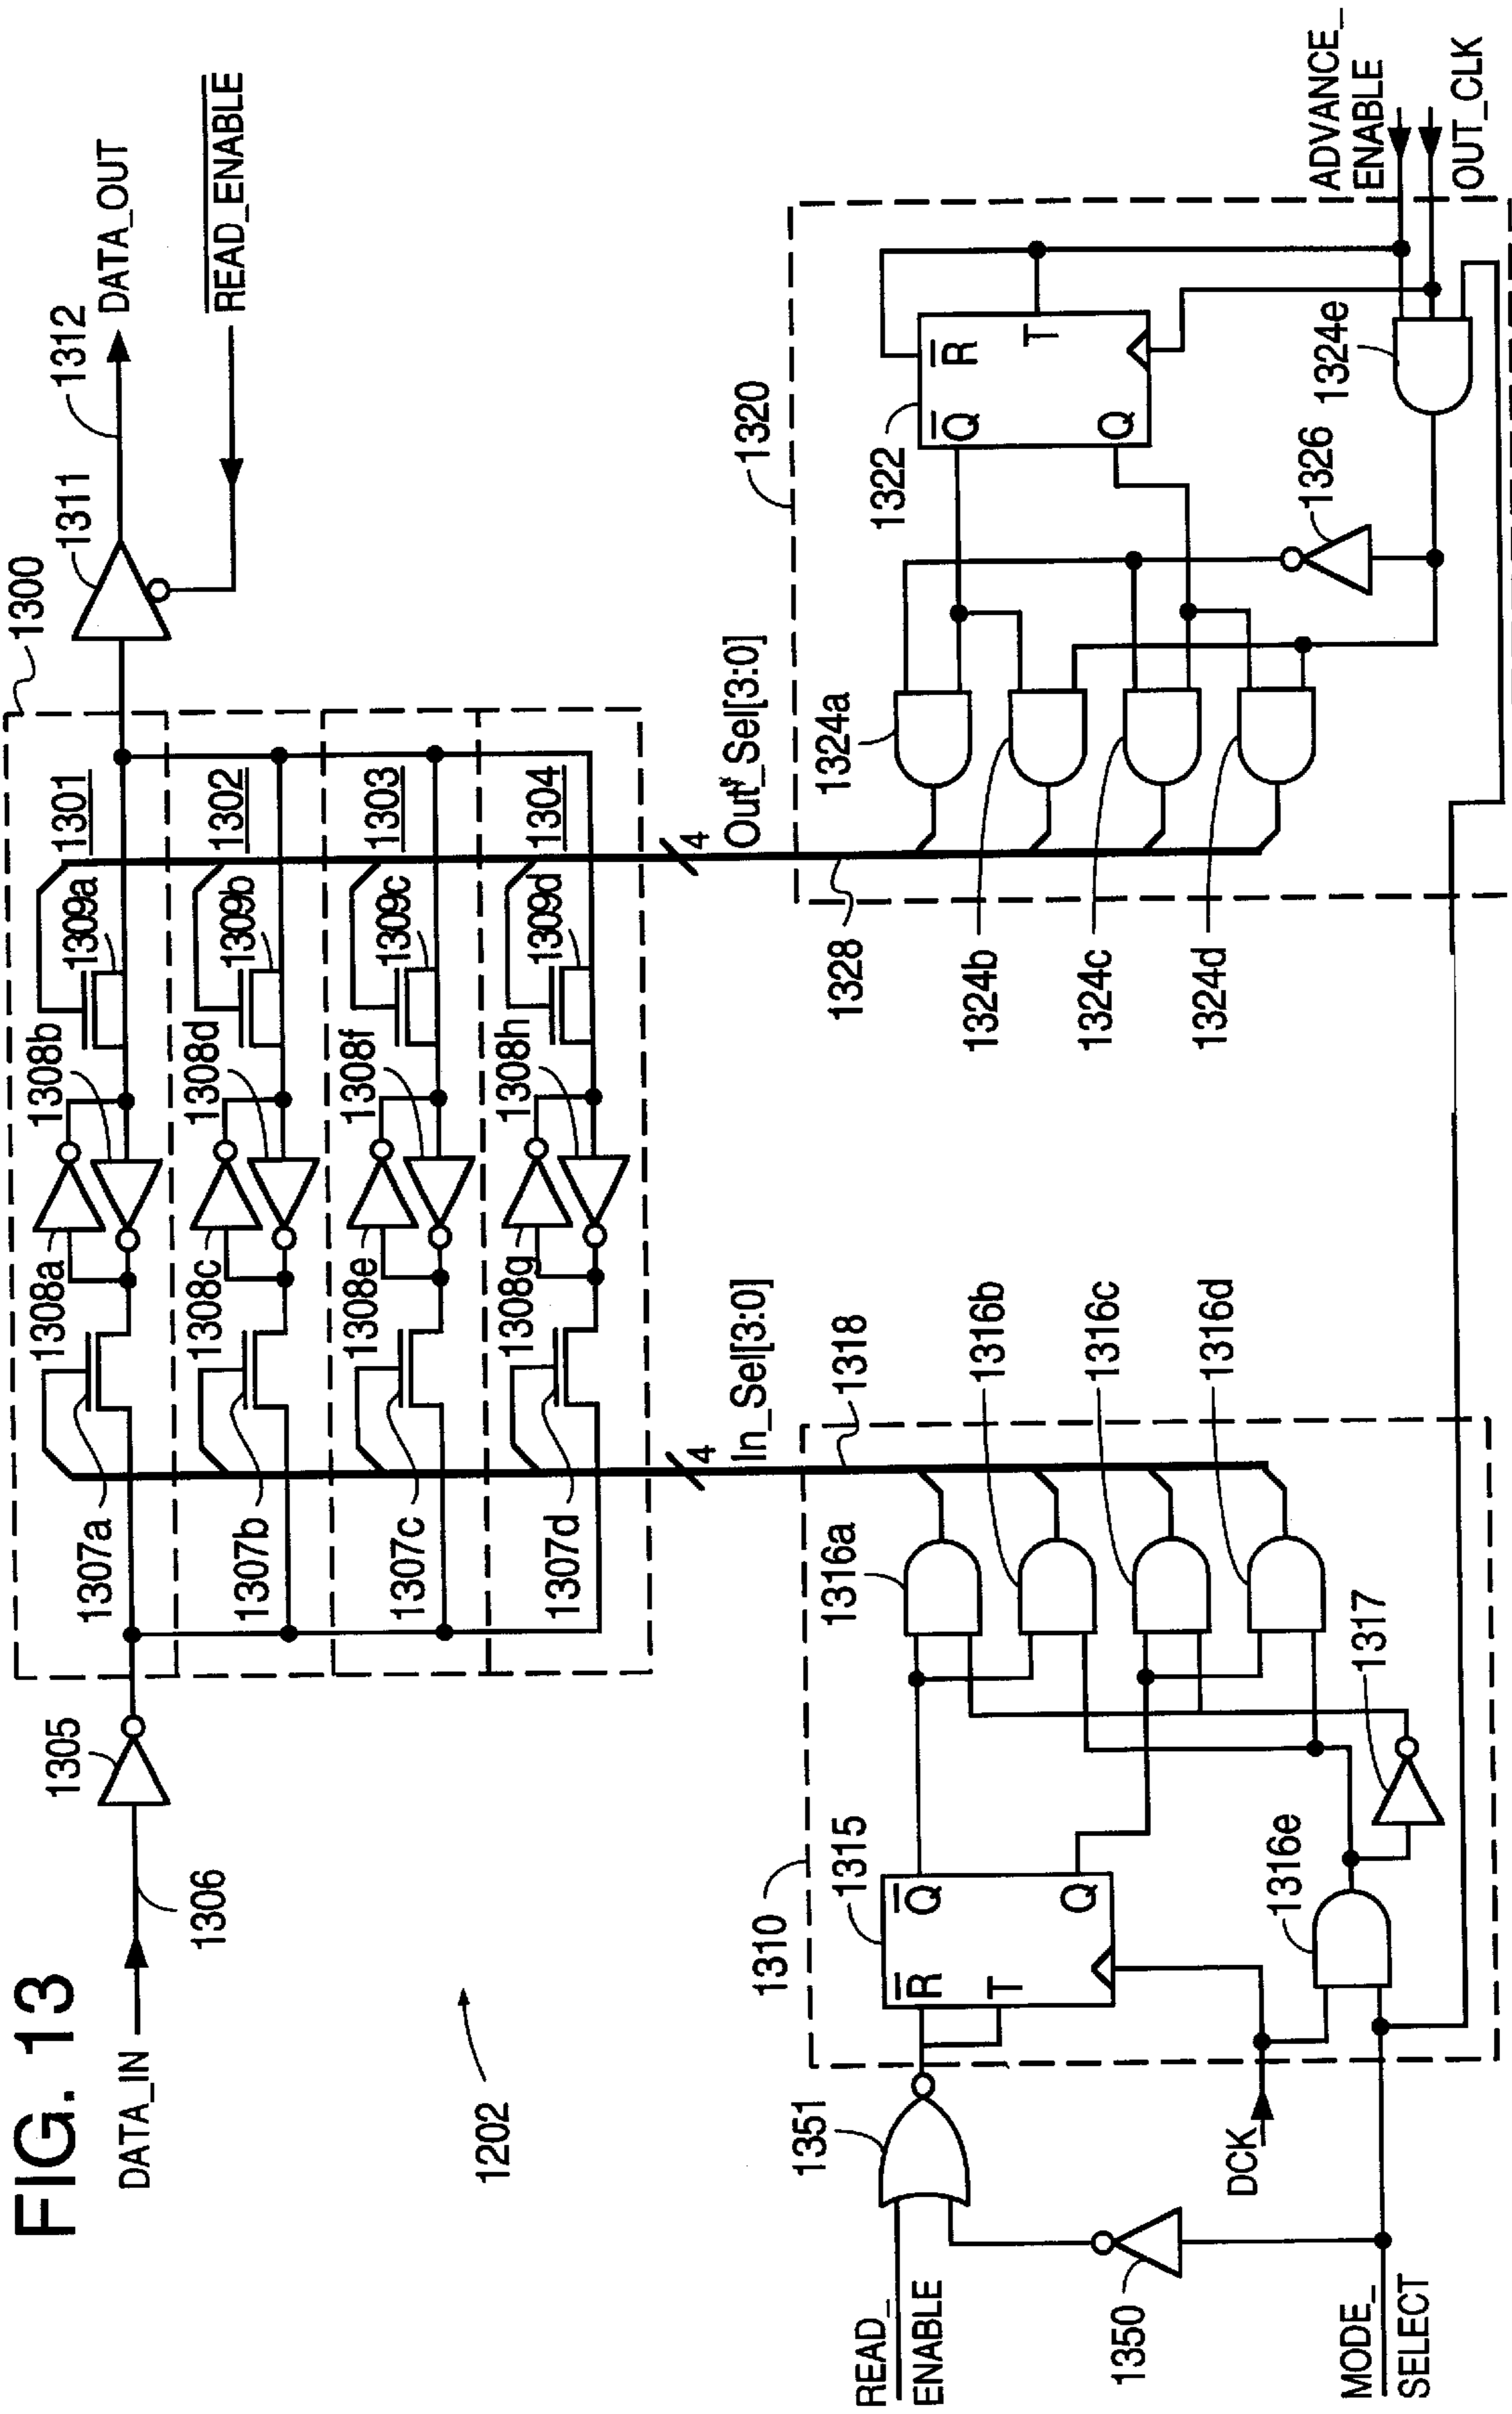 FIG. 13
DATA_IN
1306
1305
1202
1300
1311
1312
DATA_OUT
READ_ENABLE
1301
1302
1303
1304
1307a
1307b
1307c
1307d
1308a
1308b
1308c
1308d
1308e
1308f
1308g
1308h
1309a
1309b
1309c
1309d
4
In_Sel[3:0]
4
Out_Sel[3:0]
1310
1315
R
T
Q
Q
1316a
1316b
1316c
1316d
1316e
1317
1318
1351
READ_
ENABLE
1350
MODE_
SELECT
DCK
1320
1322
Q
R
T
Q
1324a
1324b
1324c
1324d
1324e
1326
1328
ADVANCE_
ENABLE
OUT_CLK